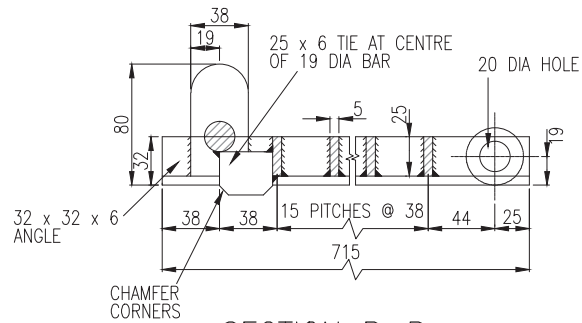 38
19
25 x 6 TIE AT CENTRE
OF 19 DIA BAR
20 DIA HOLE
5
25
80
32
19
32 x 32 x 6
ANGLE
38
38
15 PITCHES @ 38
44
25
715
CHAMFER
CORNERS